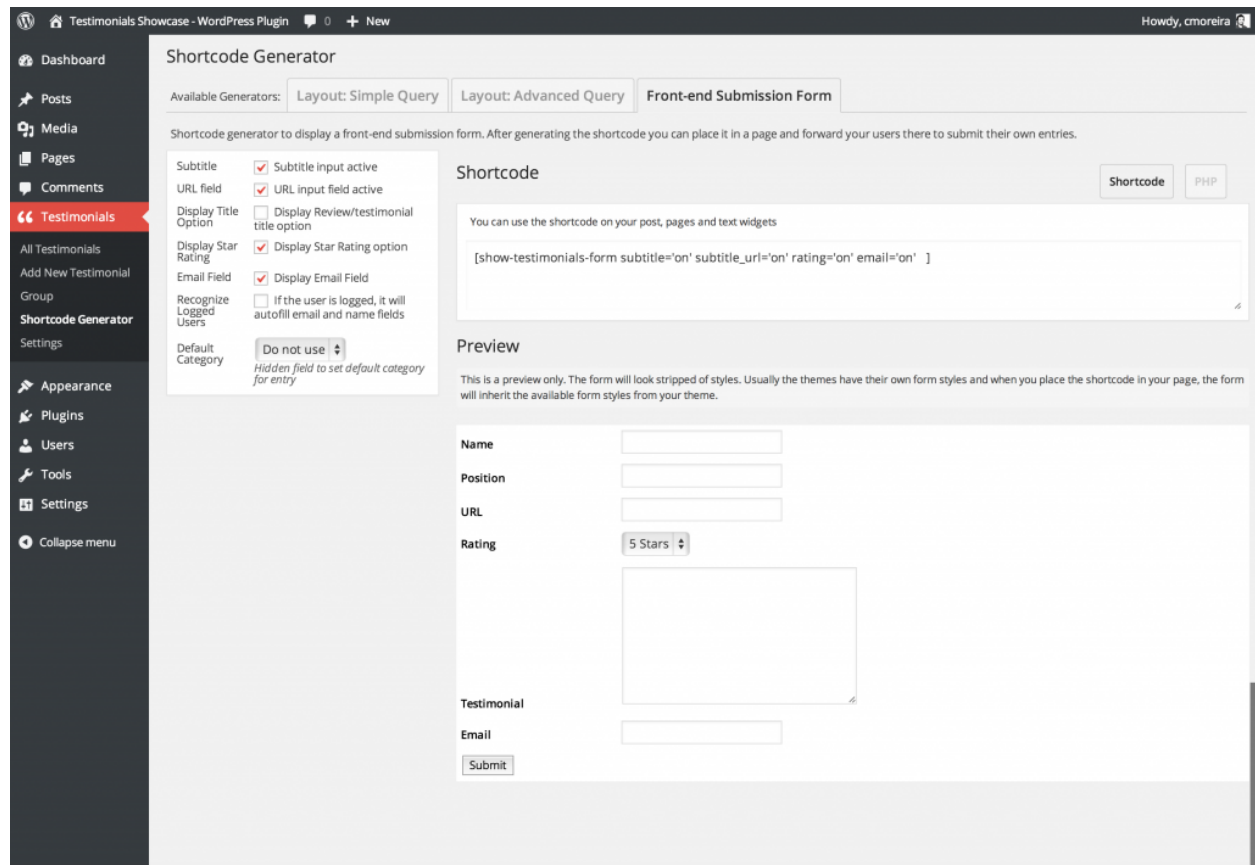 Testimonials Showcase - WordPress Plugin 0 + New Howdy, cmoreira
Dashboard
Posts
Media
Pages
Comments
Testimonials
All Testimonials
Add New Testimonial
Group
Shortcode Generator
Settings
Appearance
Plugins
Users
Tools
Settings
Collapse menu
Shortcode Generator
Available Generators: Layout: Simple Query Layout: Advanced Query Front-end Submission Form
Shortcode generator to display a front-end submission form. After generating the shortcode you can place it in a page and forward your users there to submit their own entries.
Subtitle Subtitle input active
URL field URL input field active
Display Title Option Display Review/testimonial
title option
Display Star Rating Display Star Rating option
Email Field Display Email Field
Recognize Logged Users If the user is logged, it will
autofill email and name fields
Default Category Do not use
Hidden field to set default category
for entry
Shortcode
Shortcode PHP
You can use the shortcode on your post, pages and text widgets
[show-testimonials-form subtitle='on' subtitle_url='on' rating='on' email='on' ]
Preview
This is a preview only. The form will look stripped of styles. Usually the themes have their own form styles and when you place the shortcode in your page, the form
will inherit the available form styles from your theme.
Name
Position
URL
Rating 5 Stars
Testimonial
Email
Submit